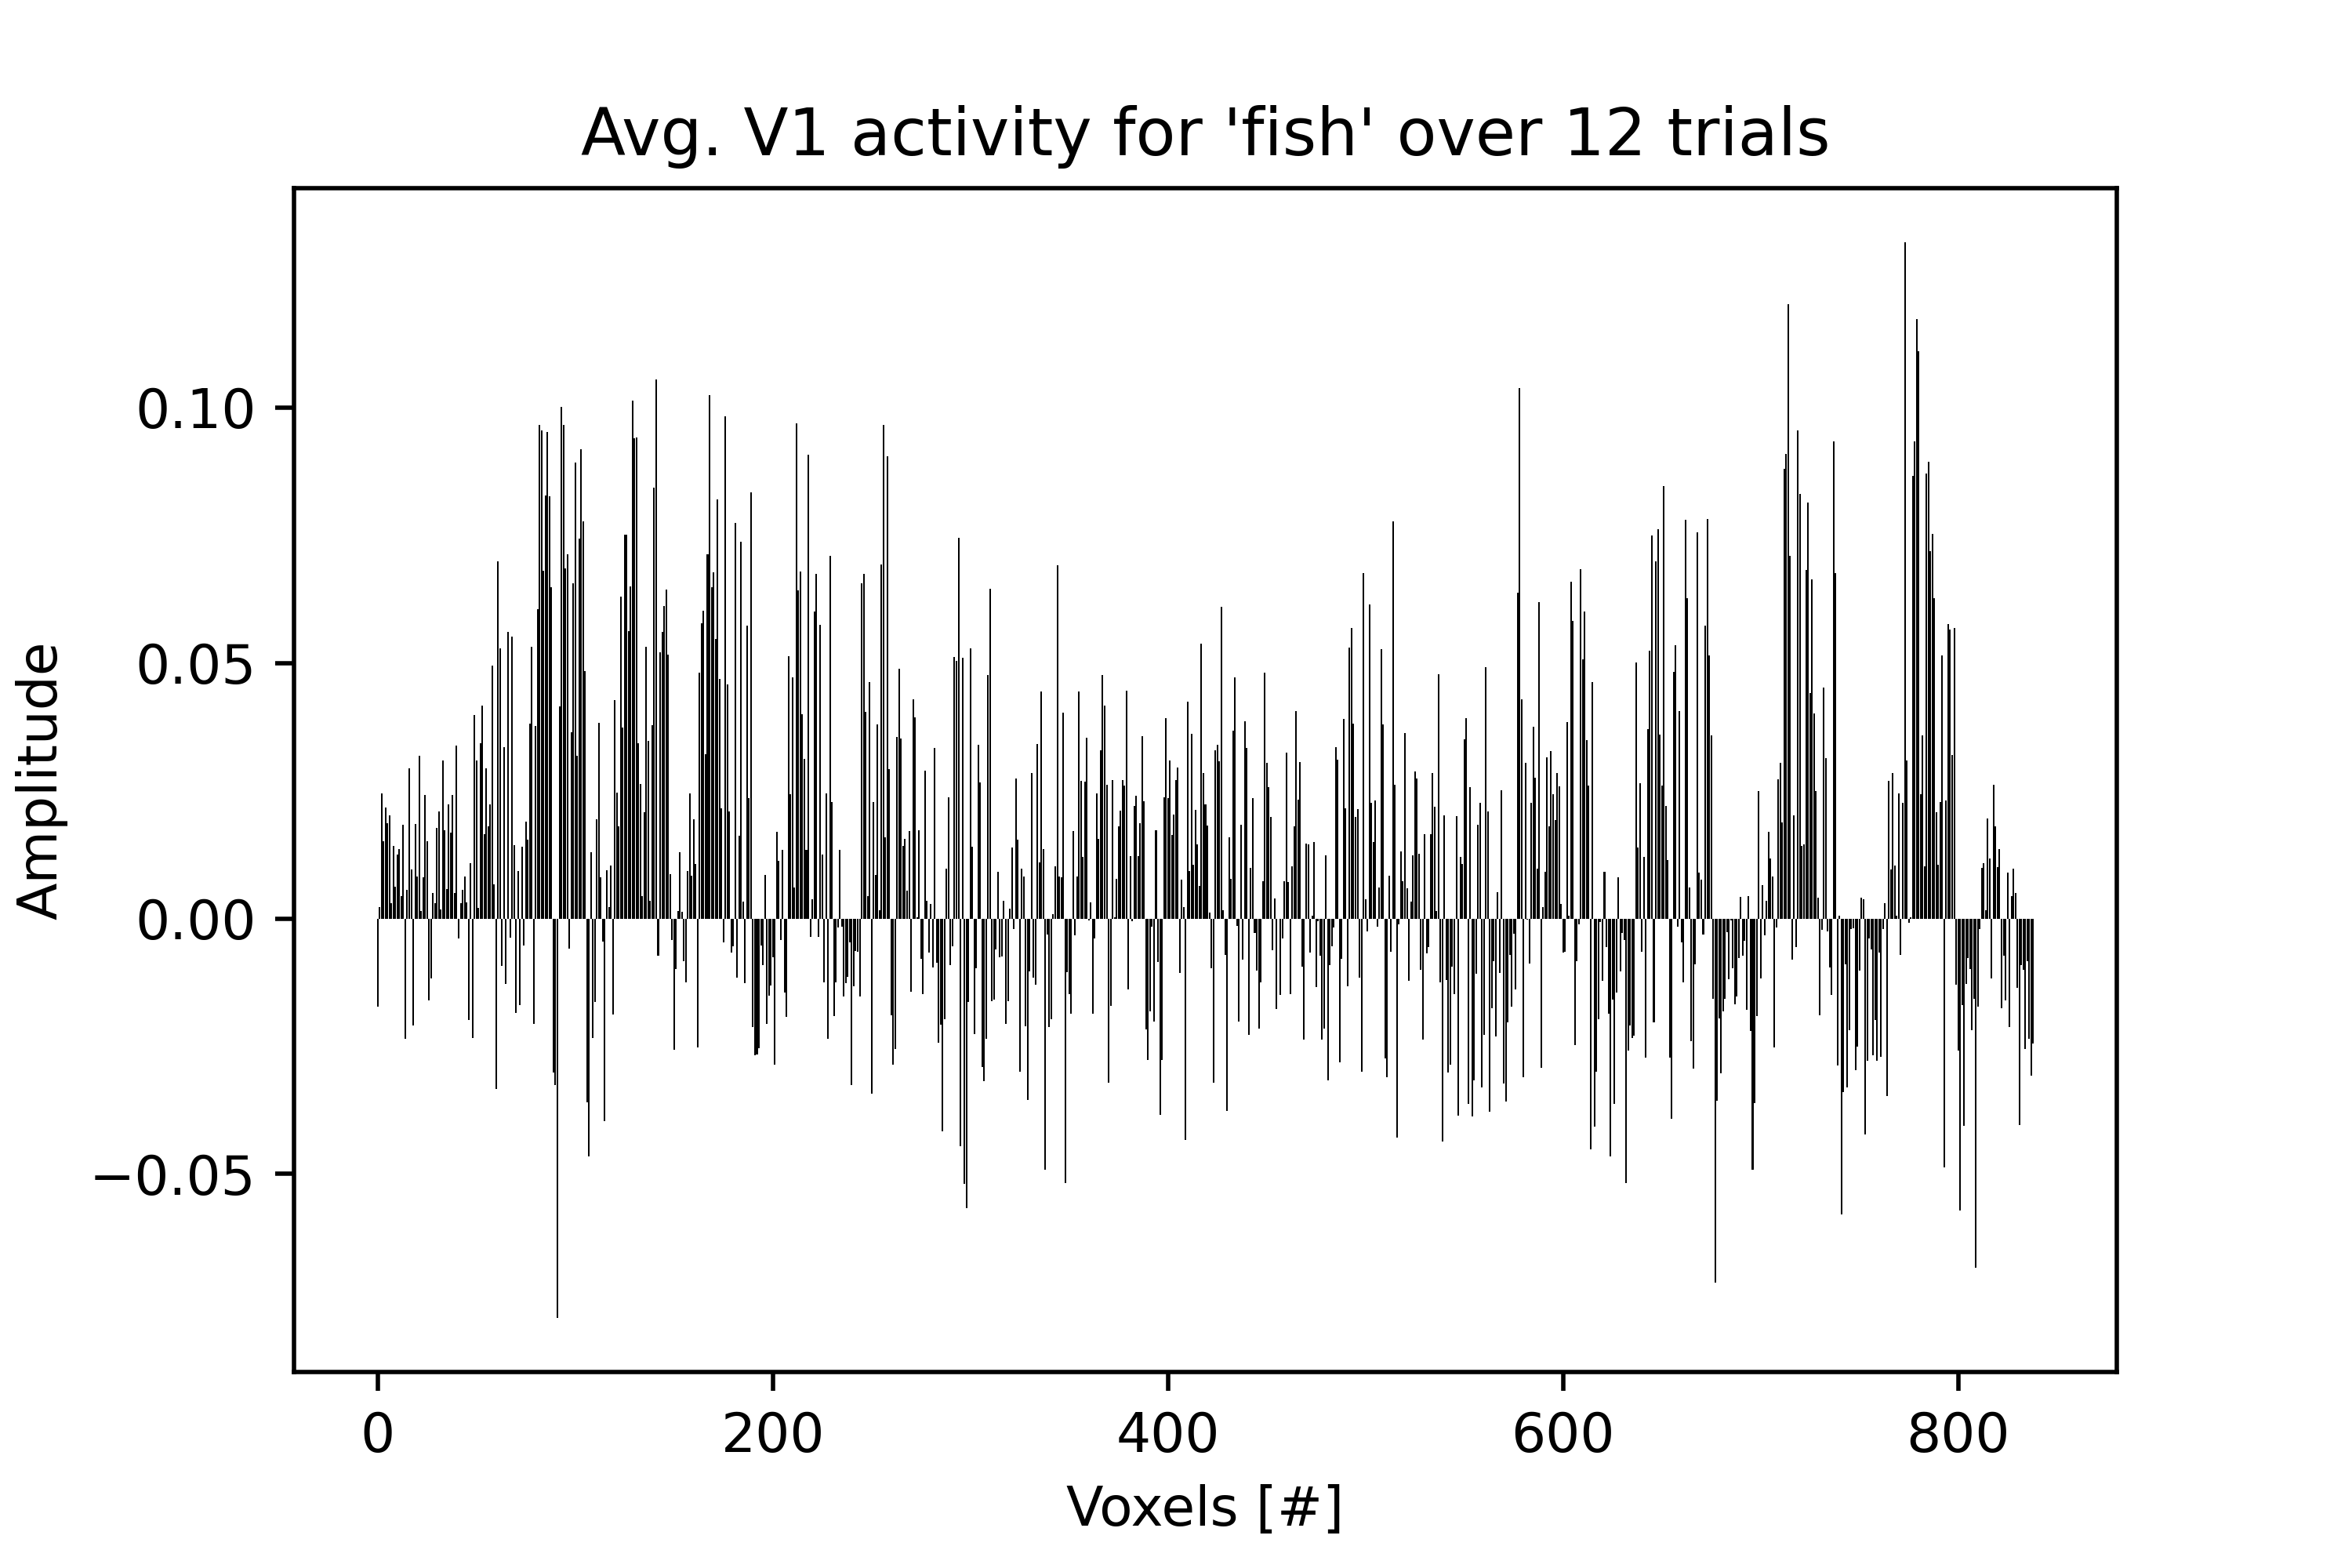 Avg. V1 activity for 'fish' over 12 trials
Amplitude
0.10
0.05
0.00
−0.05
0 200 400 600 800
Voxels [#]